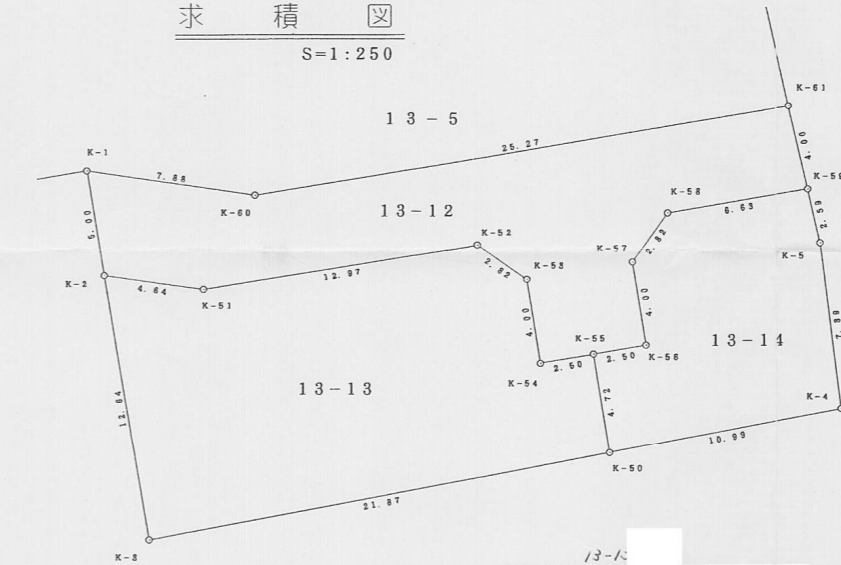 求 積 図
S=1:250
13-5
K-61
K-1
25.27
4.00
7.88
K-59
K-58
K-60
13-12
6.63
2.59
5.00
K-52
2.82
K-57
K-5
K-53
K-2
4.64
12.97
2.82
K-51
4.00
4.00
7.89
K-55
13-14
2.50
2.50
K-56
K-54
13-13
4.72
K-4
12.64
10.99
K-50
21.87
K-3